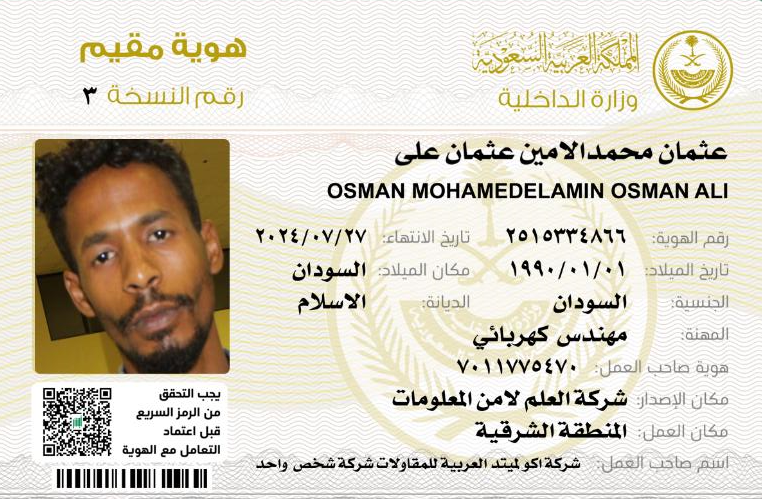 المملكة العربية السعودية
هوية مقيم
وزارة الداخلية
رقم النسخة ٣
عثمان محمدالامين عثمان على
OSMAN MOHAMEDELAMIN OSMAN ALI
رقم الهوية: ٢٥١٥٣٣٤٨٦٦ تاريخ الانتهاء: ٢٠٢٤/٠٧/٢٧
تاريخ الميلاد: ١٩٩٠/٠١/٠١ مكان الميلاد: السودان
الجنسية: السودان الديانة: الاسلام
المهنة: مهندس كهربائي
هوية صاحب العمل: ٧٠١١٧٧٥٤٧٠
مكان الإصدار: شركة العلم لامن المعلومات
مكان العمل: المنطقة الشرقية
اسم صاحب العمل: شركة اكو لميتد العربية للمقاولات شركة شخص واحد
يجب التحقق
من الرمز السريع
قبل اعتماد
التعامل مع الهوية